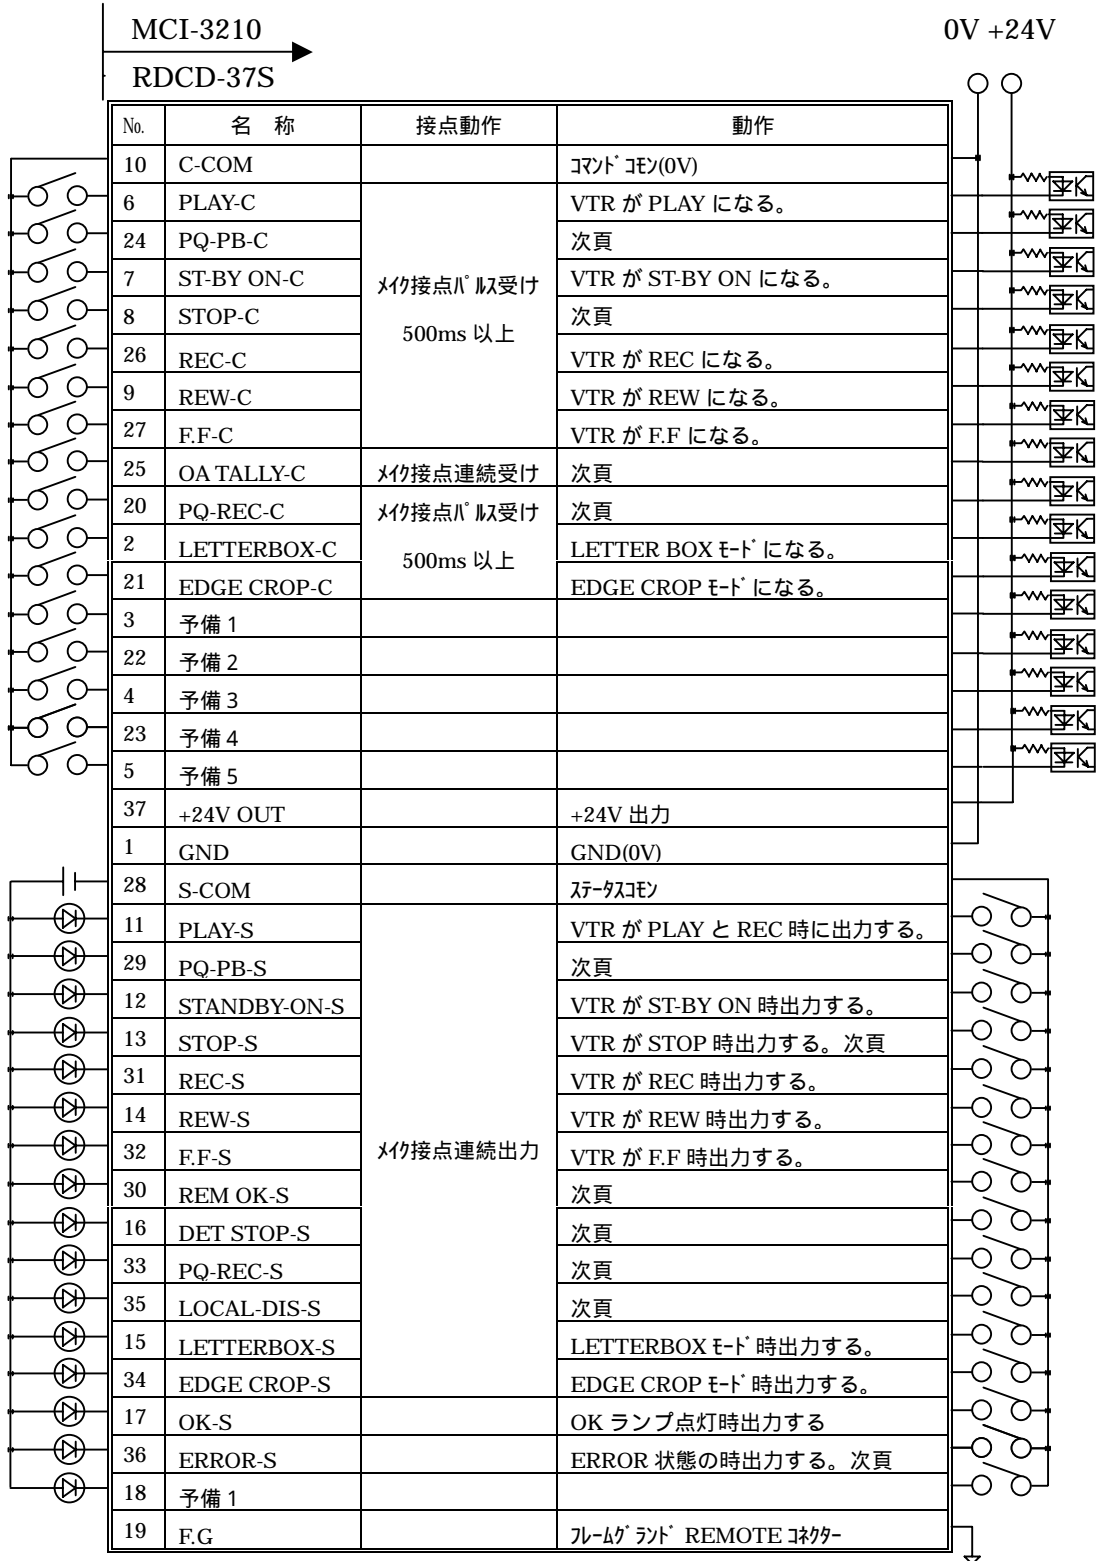 MCI-3210
0V +24V
RDCD-37S
No. 名 称 接点動作 動作
10 C-COM ｺﾏﾝﾄﾞｺﾓﾝ(0V)
6 PLAY-C VTR が PLAY になる。
24 PQ-PB-C 次頁
7 ST-BY ON-C VTR が ST-BY ON になる。
ﾒｲｸ接点ﾊﾟﾙｽ受け
8 STOP-C 次頁
500ms 以上
26 REC-C VTR が REC になる。
9 REW-C VTR が REW になる。
27 F.F-C VTR が F.F になる。
25 OA TALLY-C ﾒｲｸ接点連続受け 次頁
20 PQ-REC-C ﾒｲｸ接点ﾊﾟﾙｽ受け 次頁
2 LETTERBOX-C LETTER BOX ﾓｰﾄﾞになる。
500ms 以上
21 EDGE CROP-C EDGE CROP ﾓｰﾄﾞになる。
3 予備 1
22 予備 2
4 予備 3
23 予備 4
5 予備 5
37 +24V OUT +24V 出力
1 GND GND(0V)
28 S-COM ｽﾃｰﾀｽｺﾓﾝ
11 PLAY-S VTR が PLAY と REC 時に出力する。
29 PQ-PB-S 次頁
12 STANDBY-ON-S VTR が ST-BY ON 時出力する。
13 STOP-S VTR が STOP 時出力する。次頁
31 REC-S VTR が REC 時出力する。
14 REW-S VTR が REW 時出力する。
32 F.F-S ﾒｲｸ接点連続出力 VTR が F.F 時出力する。
30 REM OK-S 次頁
16 DET STOP-S 次頁
33 PQ-REC-S 次頁
35 LOCAL-DIS-S 次頁
15 LETTERBOX-S LETTERBOX ﾓｰﾄﾞ時出力する。
34 EDGE CROP-S EDGE CROP ﾓｰﾄﾞ時出力する。
17 OK-S OK ランプ点灯時出力する
36 ERROR-S ERROR 状態の時出力する。次頁
18 予備 1
19 F.G ﾌﾚｰﾑｸﾞﾗﾝﾄﾞ REMOTE ｺﾈｸﾀｰ